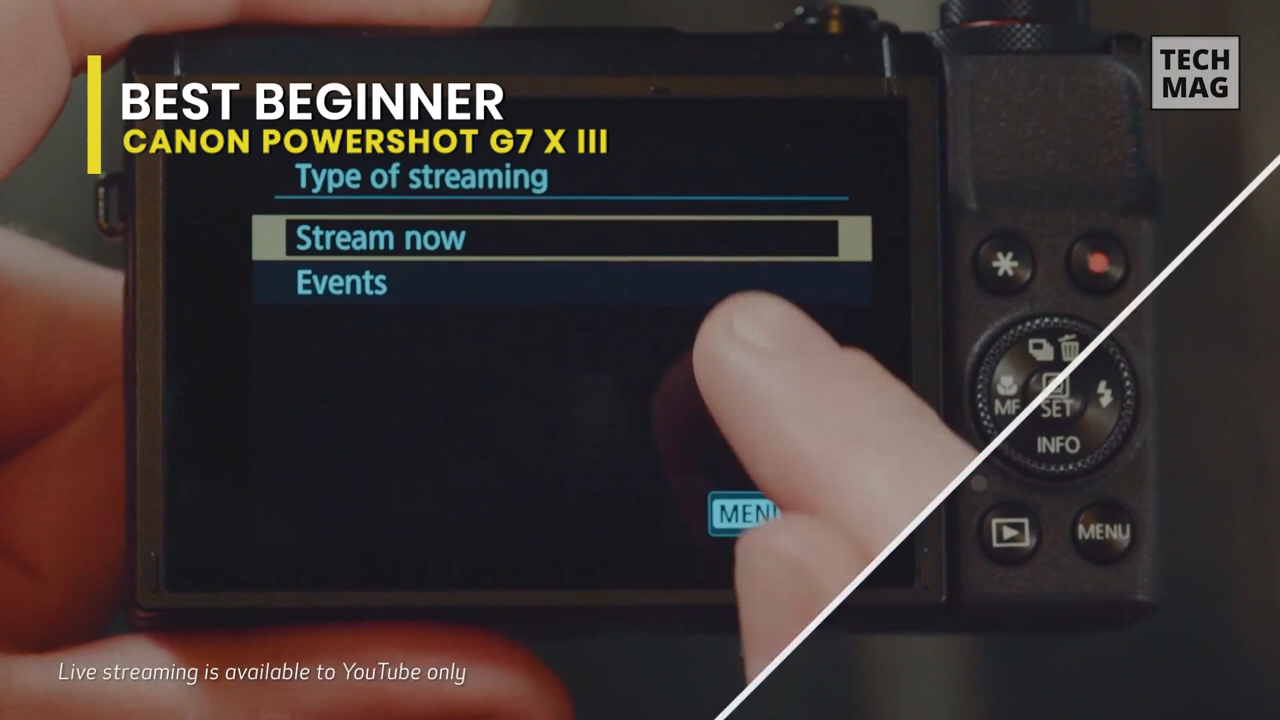 BEST BEGINNER
CANON POWERSHOT G7 X III
TECH
MAG
Type of streaming
Stream now
Events
MF
SET
INFO
MENU
Live streaming is available to YouTube only